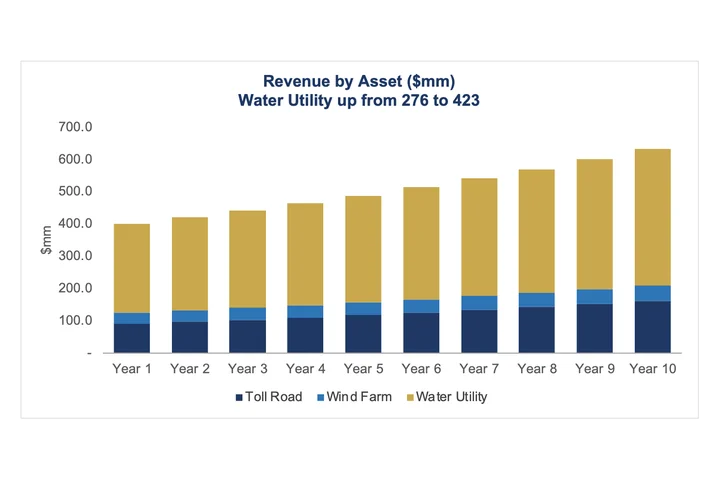 Revenue by Asset ($mm)
Water Utility up from 276 to 423
$mm
700.0
600.0
500.0
400.0
300.0
200.0
100.0
-
Year 1 Year 2 Year 3 Year 4 Year 5 Year 6 Year 7 Year 8 Year 9 Year 10
Toll Road Wind Farm Water Utility